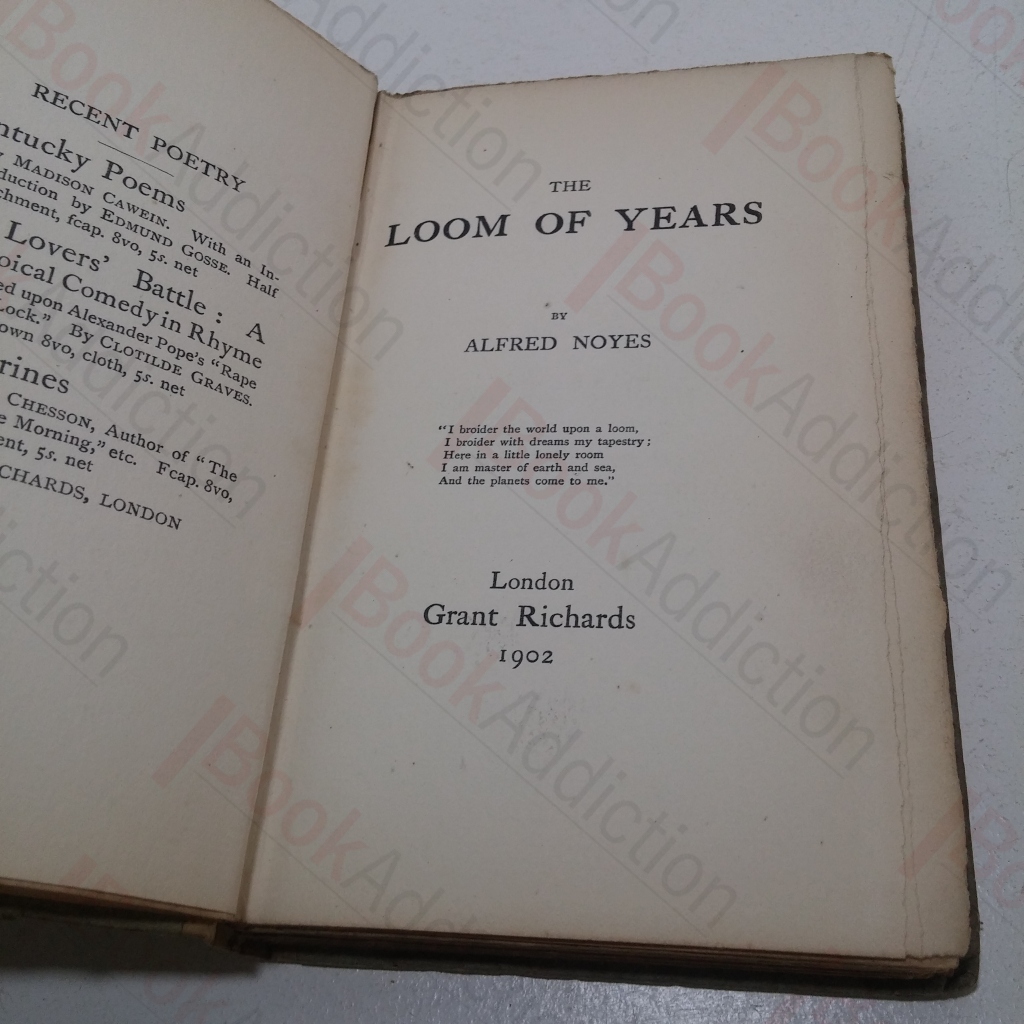 RECENT POETRY
ntucky Poems
MADISON CAWEIN. With an In-
duction by EDMUND GOSSE. Half
chment, fcap. 8vo, 5s. net
Lovers' Battle: A
oical Comedy in Rhyme
ed upon Alexander Pope's "Rape
Lock." By CLOTILDE GRAVES.
own 8vo, cloth, 5s. net
rines
CHESSON, Author of "The
e Morning," etc. Fcap. 8vo,
ent, 5s. net
CHARDS, LONDON
THE
LOOM OF YEARS
BY
ALFRED NOYES
"I broider the world upon a loom,
I broider with dreams my tapestry;
Here in a little lonely room
I am master of earth and sea,
And the planets come to me."
London
Grant Richards
1902
BookAddiction